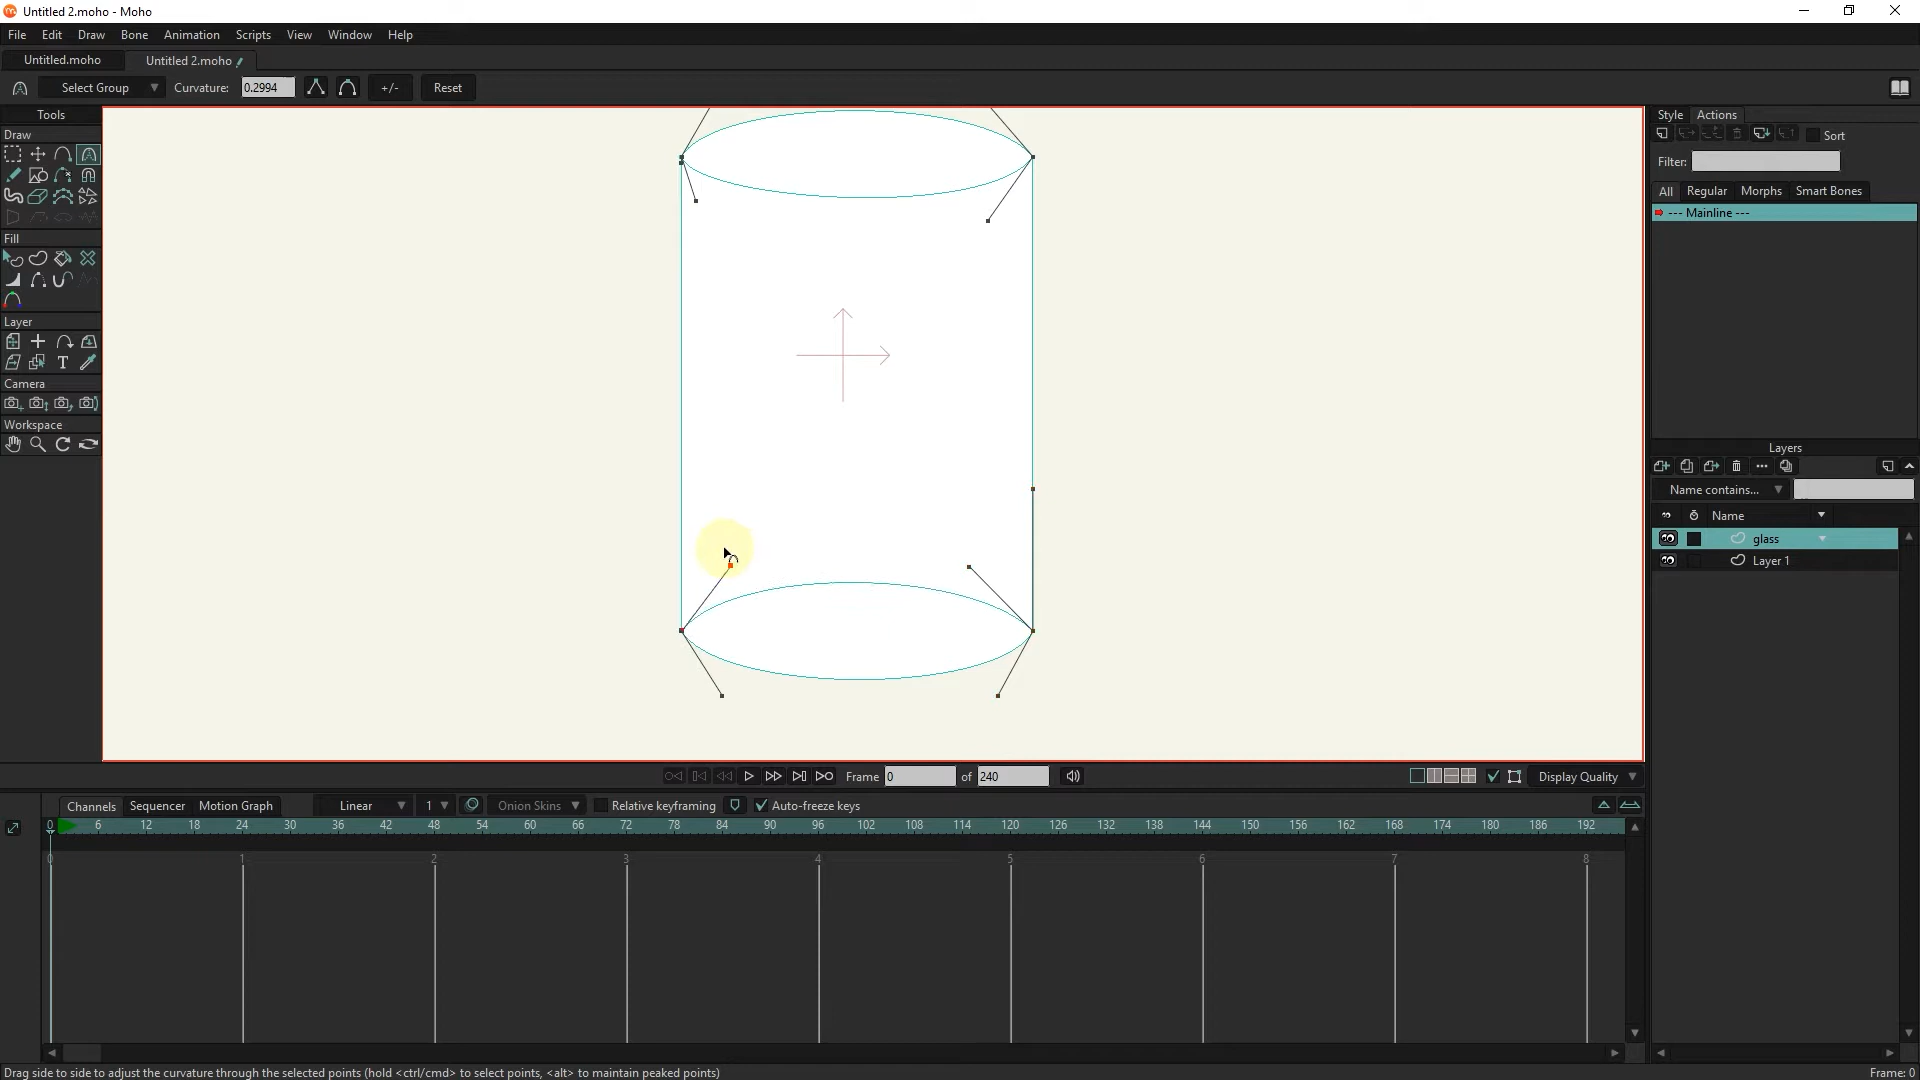 Untitled 2.moho - Moho
File Edit Draw Bone Animation Scripts View Window Help
Untitled.moho Untitled 2.moho
Select Group Curvature: 0.2994 +/- Reset
Tools
Draw
Fill
Layer
T
Camera
Workspace
Style Actions
Sort
Filter:
All Regular Morphs Smart Bones
--- Mainline ---
Layers
Name contains...
Name
glass
Layer 1
Frame 0 of 240 Display Quality
Channels Sequencer Motion Graph Linear 1 Onion Skins Relative keyframing Auto-freeze keys
0 6 12 18 24 30 36 42 48 54 60 66 72 78 84 90 96 102 108 114 120 126 132 138 144 150 156 162 168 174 180 186 192
0 1 2 3 4 5 6 7 8
Drag side to side to adjust the curvature through the selected points (hold <ctrl/cmd> to select points, <alt> to maintain peaked points) Frame: 0